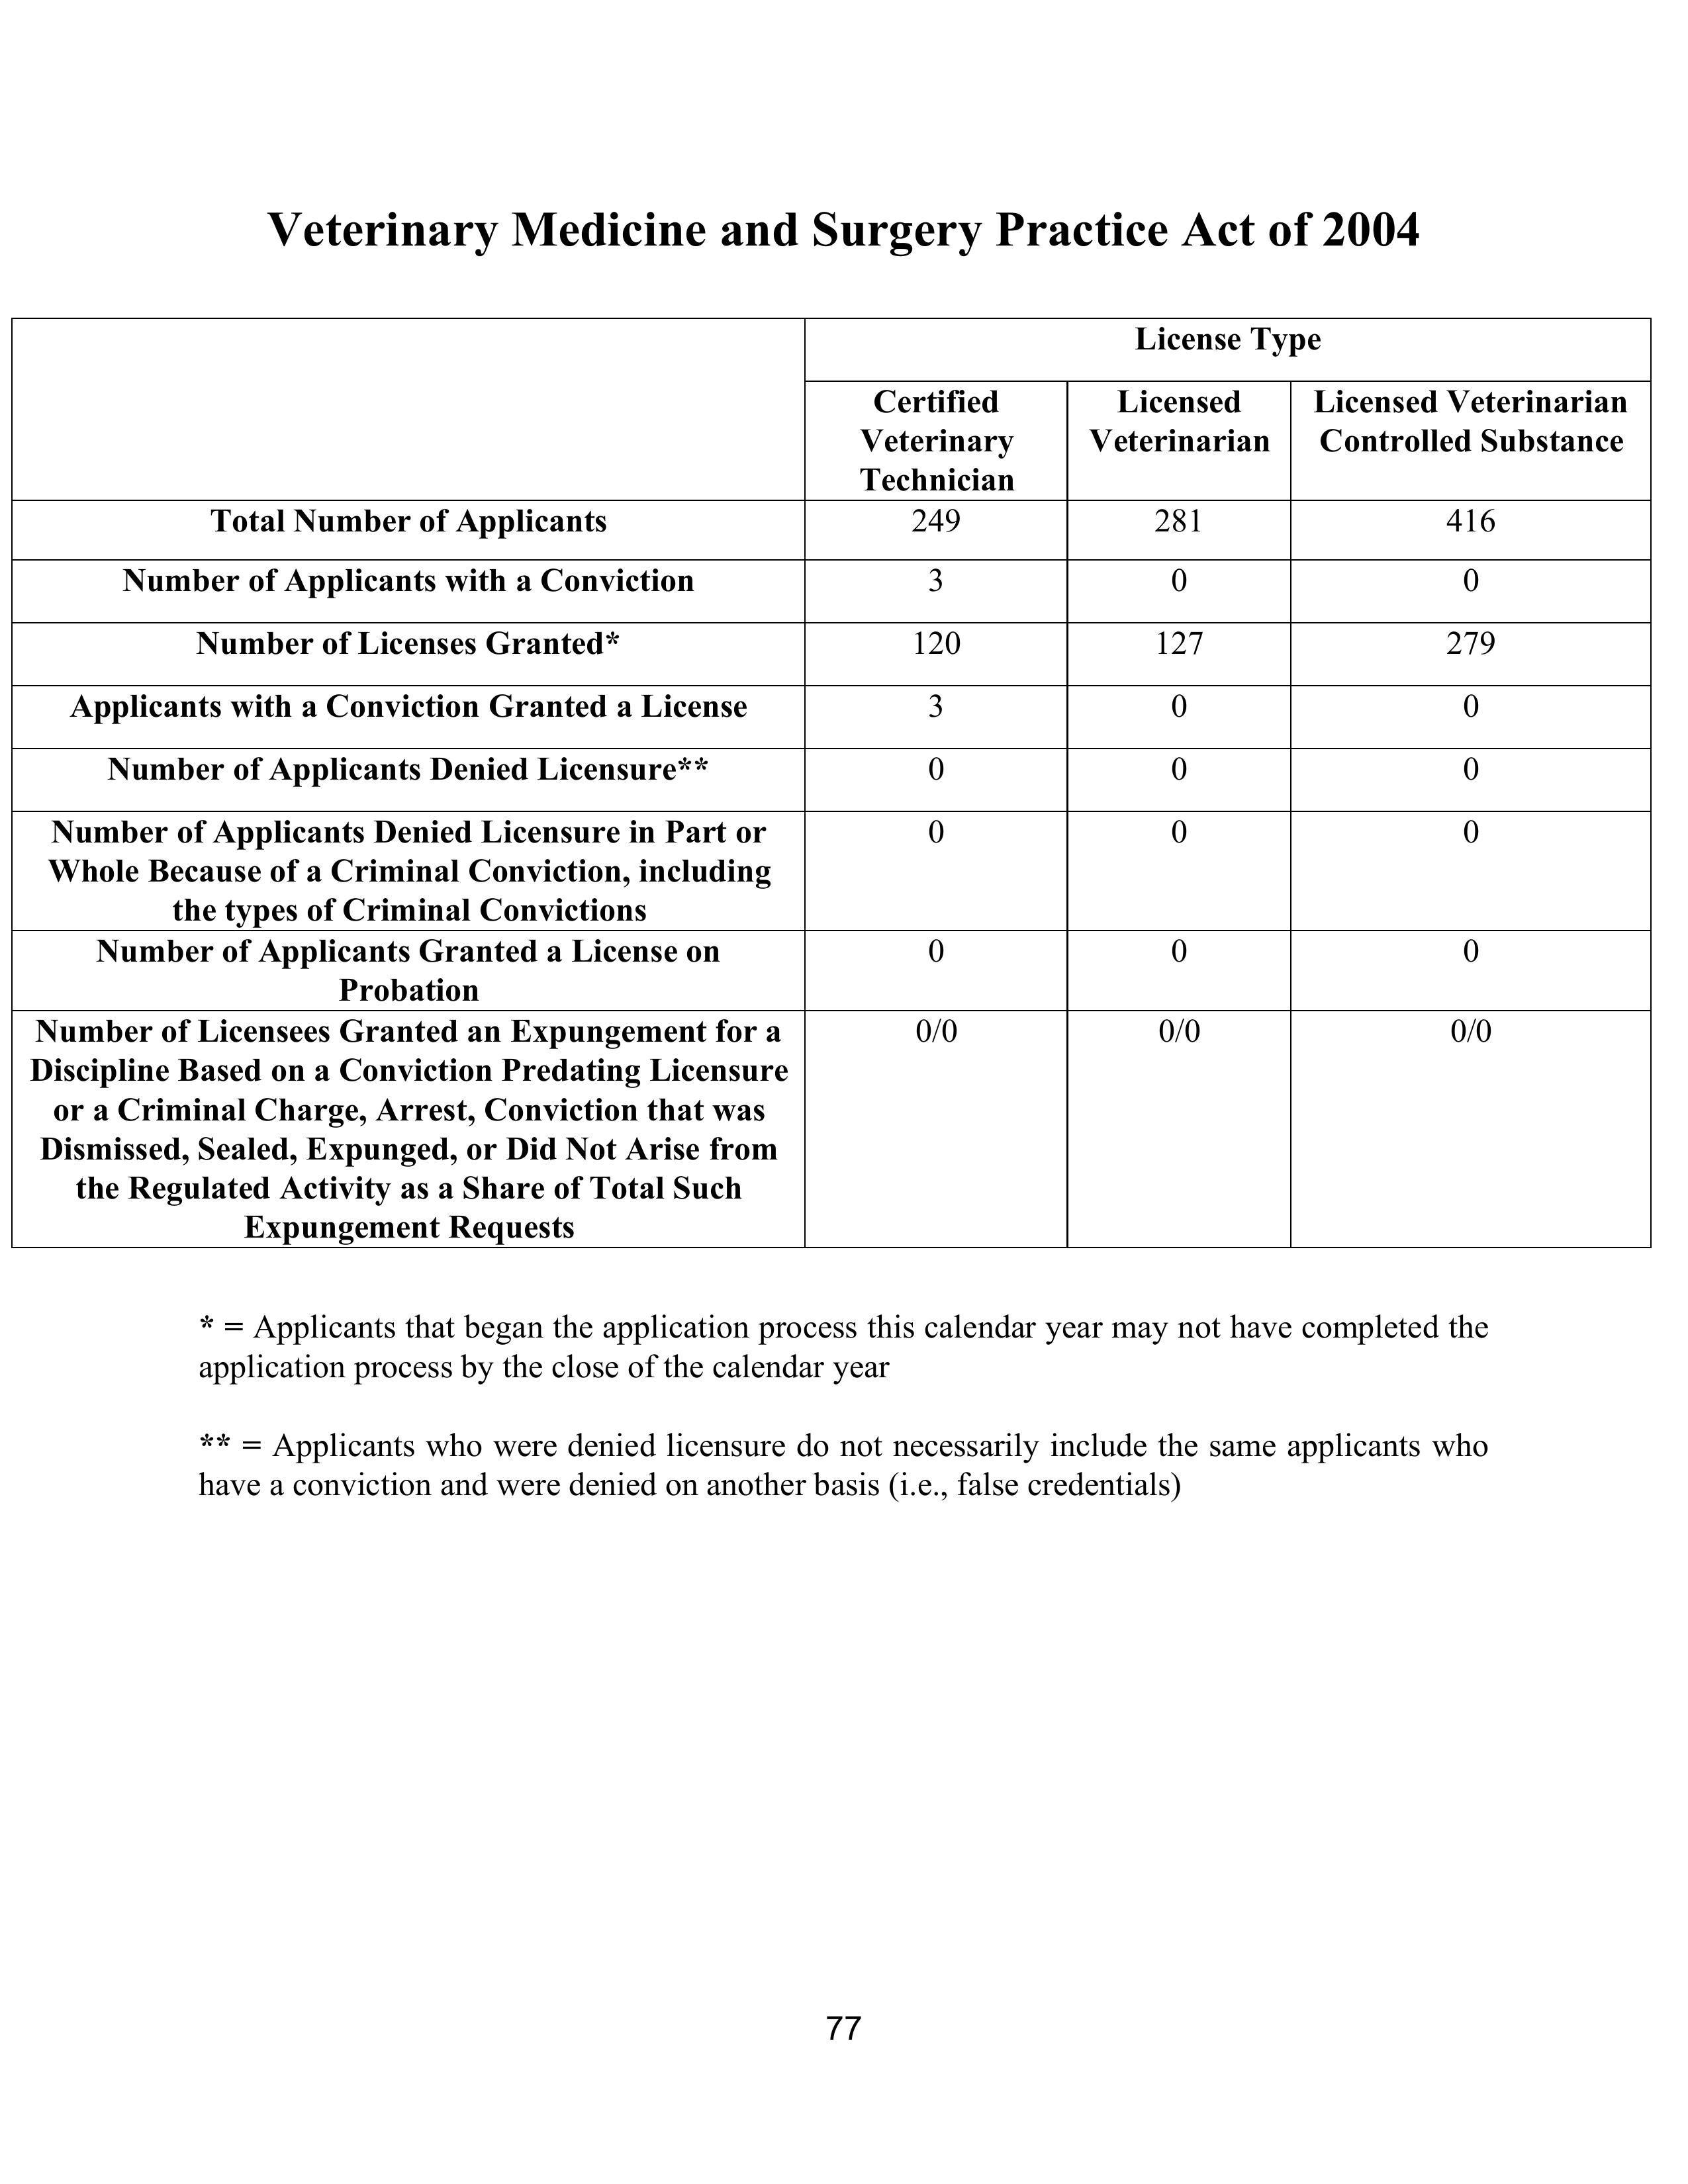 Veterinary Medicine and Surgery Practice Act of 2004
License Type
Certified
Veterinary
Technician
Licensed
Veterinarian
Licensed Veterinarian
Controlled Substance
Total Number of Applicants
249
281
416
Number of Applicants with a Conviction
3
0
0
Number of Licenses Granted*
120
127
279
Applicants with a Conviction Granted a License
3
0
0
Number of Applicants Denied Licensure**
0
0
0
Number of Applicants Denied Licensure in Part or
Whole Because of a Criminal Conviction, including
the types of Criminal Convictions
0
0
0
Number of Applicants Granted a License on
Probation
0
0
0
Number of Licensees Granted an Expungement for a
Discipline Based on a Conviction Predating Licensure
or a Criminal Charge, Arrest, Conviction that was
Dismissed, Sealed, Expunged, or Did Not Arise from
the Regulated Activity as a Share of Total Such
Expungement Requests
0/0
0/0
0/0
* = Applicants that began the application process this calendar year may not have completed the
application process by the close of the calendar year
** = Applicants who were denied licensure do not necessarily include the same applicants who
have a conviction and were denied on another basis (i.e., false credentials)
77